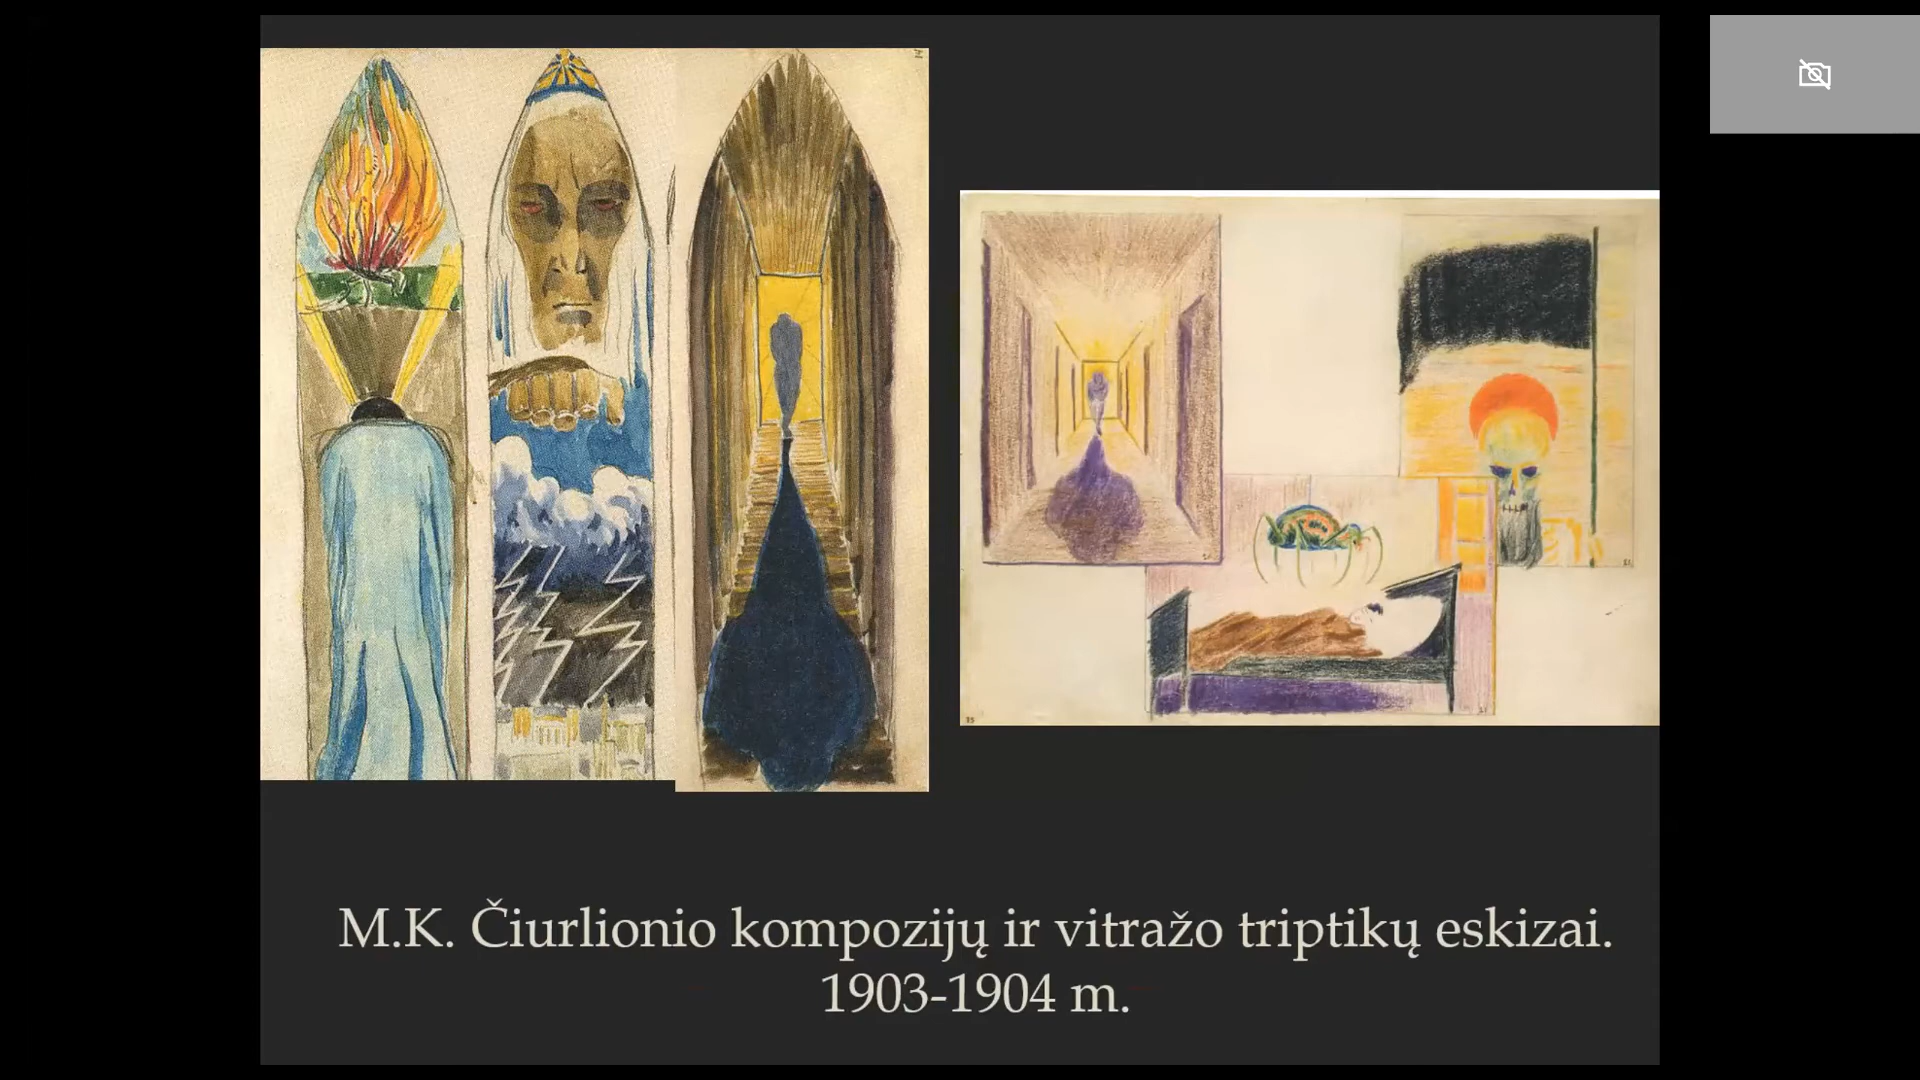 M.K. Čiurlionio kompozijų ir vitražo triptikų eskizai.
1903-1904 m.